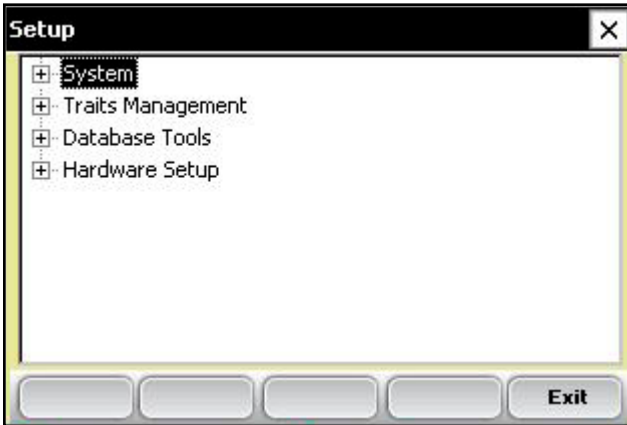 Setup
System
Traits Management
Database Tools
Hardware Setup
Exit